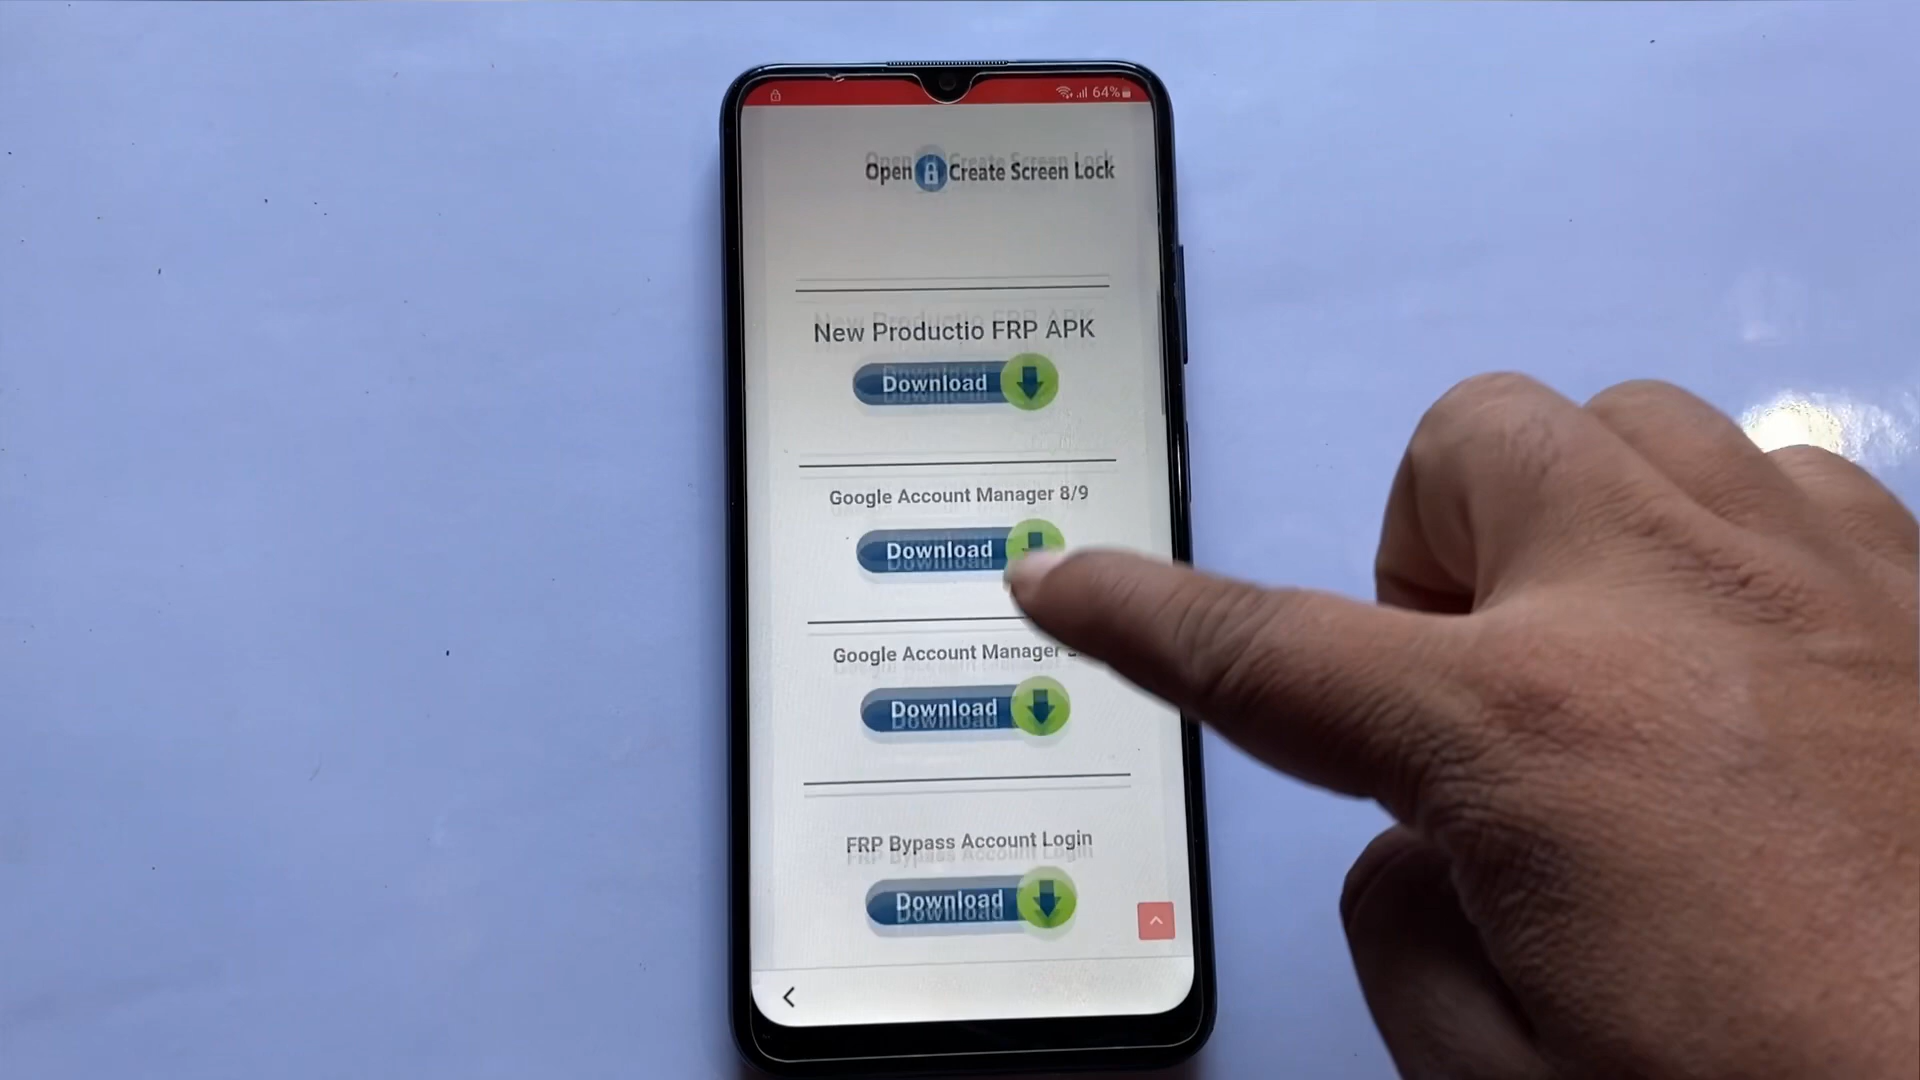 64%
Open Create Screen Lock
New Productio FRP APK
Download
Google Account Manager 8/9
Download
Google Account Manager
Download
FRP Bypass Account Login
Download